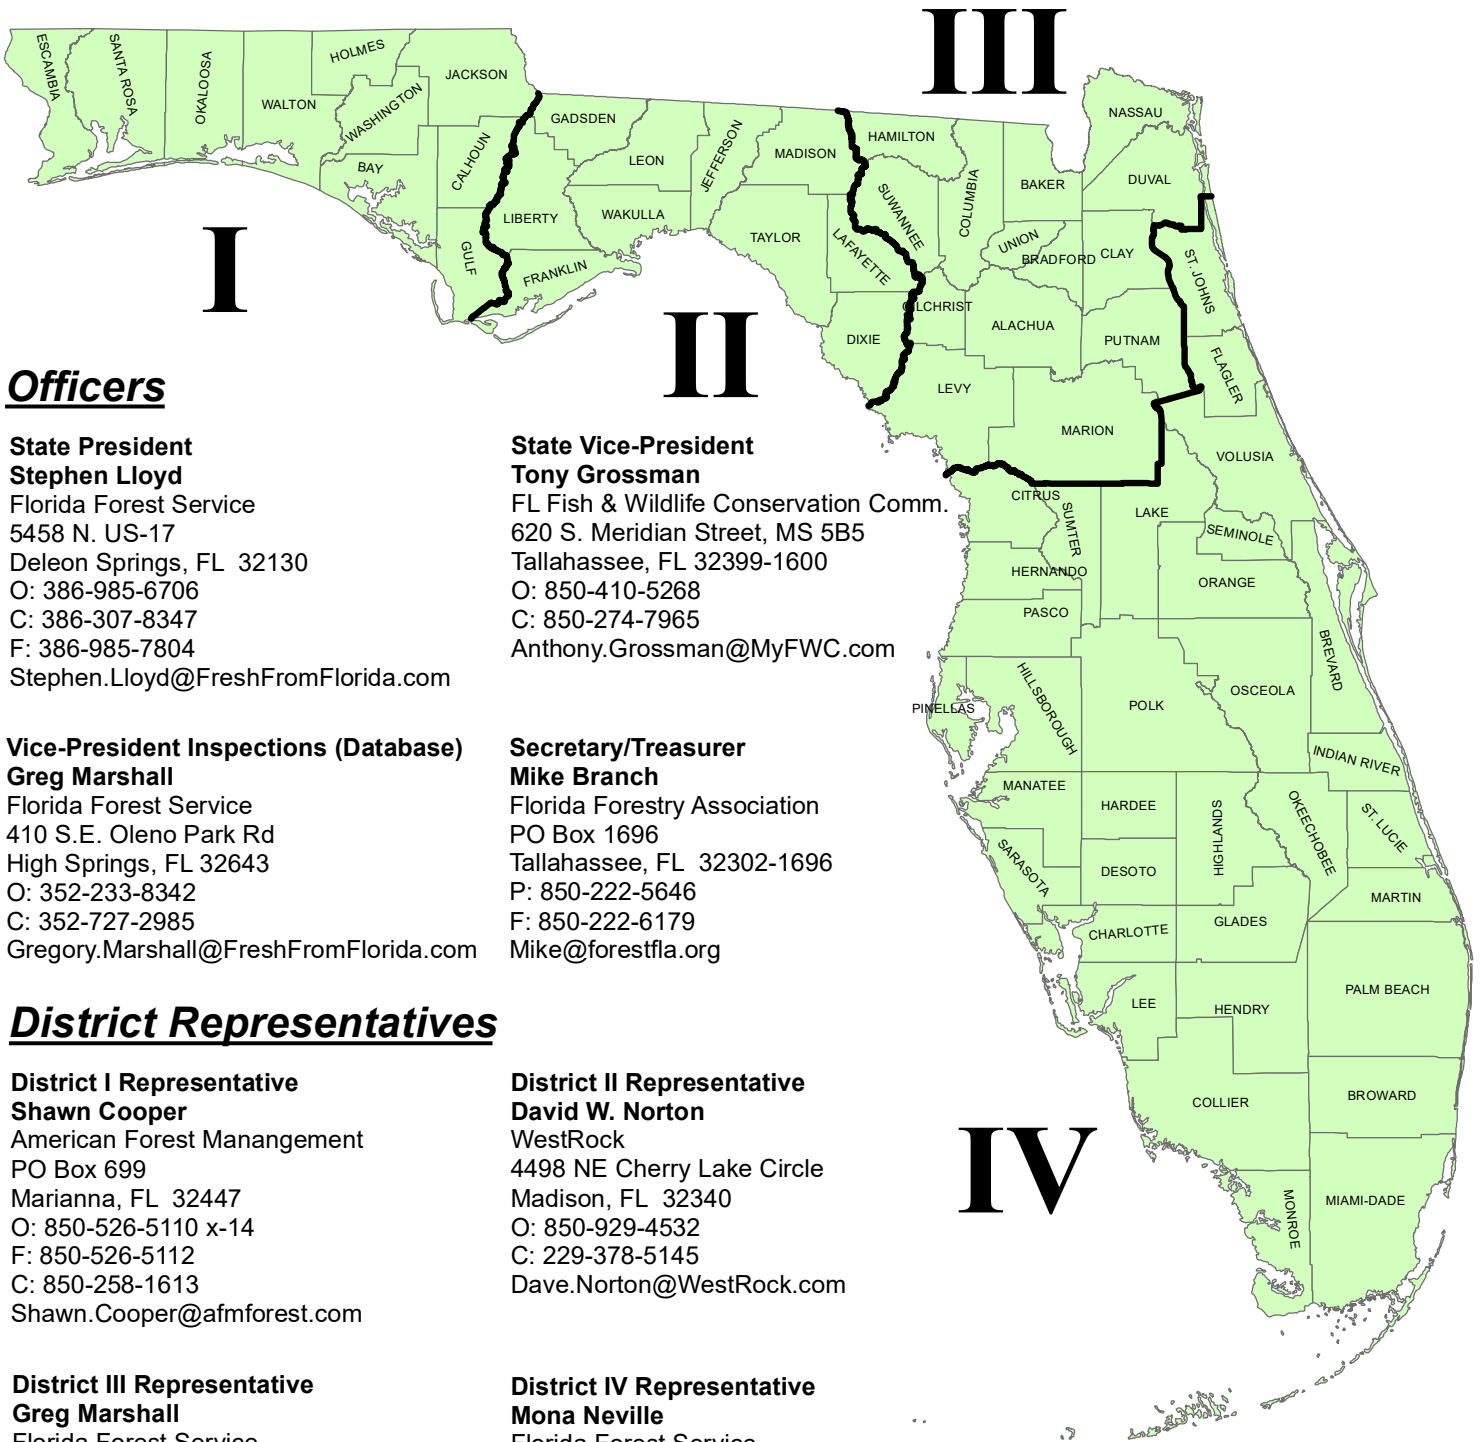 III
ESCAMBIA
SANTA ROSA
OKALOOSA
WALTON
HOLMES
WASHINGTON
JACKSON
BAY
CALHOUN
GULF
GADSDEN
LIBERTY
FRANKLIN
LEON
WAKULLA
JEFFERSON
MADISON
TAYLOR
LAFAYETTE
DIXIE
HAMILTON
SUWANNEE
COLUMBIA
BAKER
NASSAU
DUVAL
UNION
BRADFORD
CLAY
ST. JOHNS
GILCHRIST
ALACHUA
PUTNAM
FLAGLER
LEVY
MARION
VOLUSIA
I
II
CITRUS
SUMTER
LAKE
SEMINOLE
HERNANDO
ORANGE
PASCO
BREVARD
PINELLAS
HILLSBOROUGH
POLK
OSCEOLA
INDIAN RIVER
MANATEE
HARDEE
HIGHLANDS
OKEECHOBEE
ST. LUCIE
SARASOTA
DESOTO
MARTIN
CHARLOTTE
GLADES
LEE
HENDRY
PALM BEACH
COLLIER
BROWARD
IV
MONROE
MIAMI-DADE
Officers
State President
Stephen Lloyd
Florida Forest Service
5458 N. US-17
Deleon Springs, FL  32130
O: 386-985-6706
C: 386-307-8347
F: 386-985-7804
Stephen.Lloyd@FreshFromFlorida.com
State Vice-President
Tony Grossman
FL Fish & Wildlife Conservation Comm.
620 S. Meridian Street, MS 5B5
Tallahassee, FL 32399-1600
O: 850-410-5268
C: 850-274-7965
Anthony.Grossman@MyFWC.com
Vice-President Inspections (Database)
Greg Marshall
Florida Forest Service
410 S.E. Oleno Park Rd
High Springs, FL 32643
O: 352-233-8342
C: 352-727-2985
Gregory.Marshall@FreshFromFlorida.com
Secretary/Treasurer
Mike Branch
Florida Forestry Association
PO Box 1696
Tallahassee, FL  32302-1696
P: 850-222-5646
F: 850-222-6179
Mike@forestfla.org
District Representatives
District I Representative
Shawn Cooper
American Forest Manangement
PO Box 699
Marianna, FL  32447
O: 850-526-5110 x-14
F: 850-526-5112
C: 850-258-1613
Shawn.Cooper@afmforest.com
District II Representative
David W. Norton
WestRock
4498 NE Cherry Lake Circle
Madison, FL  32340
O: 850-929-4532
C: 229-378-5145
Dave.Norton@WestRock.com
District III Representative
Greg Marshall
Florida Forest Service
District IV Representative
Mona Neville
Florida Forest Service